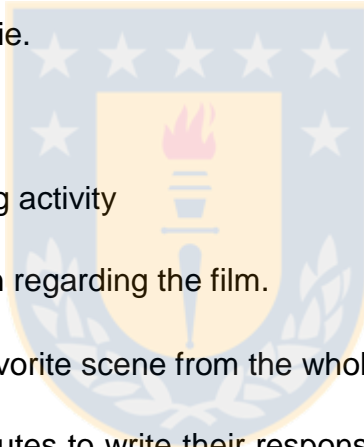 ie.
g activity
n regarding the film.
vorite scene from the whol
utes to write their respons